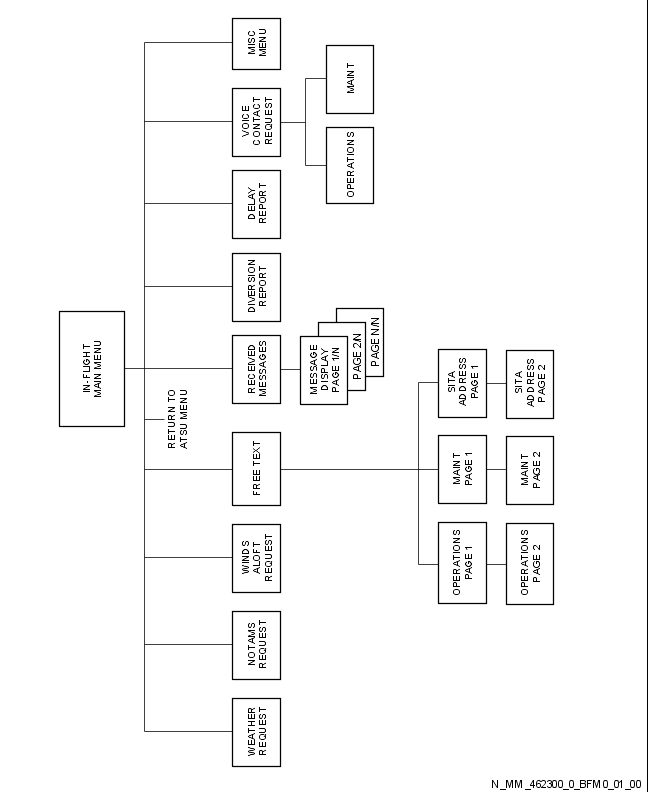 IN-FLIGHT
MAIN MENU
RETURN TO
ATSU MENU
WEATHER
REQUEST
NOTAMS
REQUEST
WINDS
ALOFT
REQUEST
FREE TEXT
RECEIVED
MESSAGES
DIVERSION
REPORT
DELAY
REPORT
VOICE
CONTACT
REQUEST
MISC
MENU
MESSAGE
DISPLAY
PAGE 1/N
PAGE 2/N
PAGE N/N
OPERATIONS
MAINT
OPERATIONS
PAGE 1
MAINT
PAGE 1
SITA
ADDRESS
PAGE 1
OPERATIONS
PAGE 2
MAINT
PAGE 2
SITA
ADDRESS
PAGE 2
N_MM_462300_0_BFM0_01_00